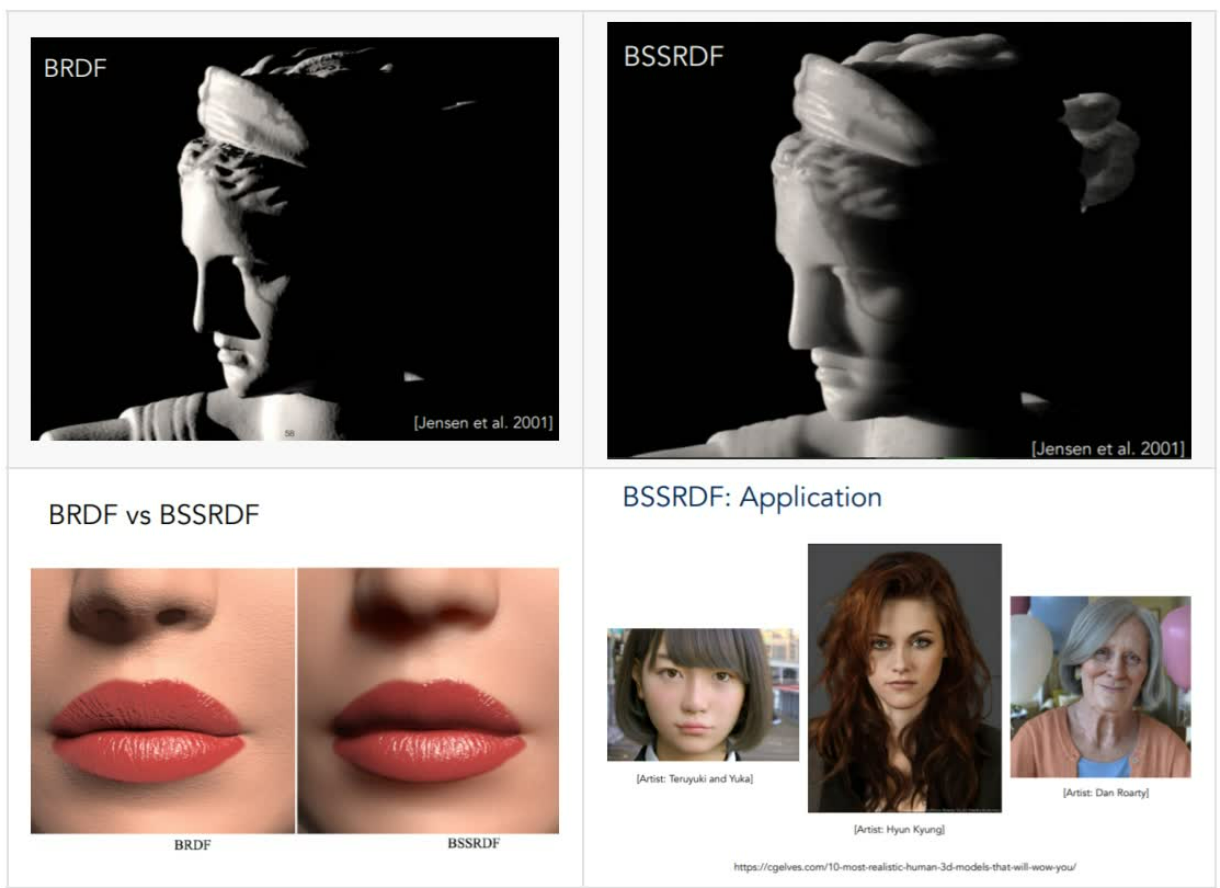 BRDF
58
[Jensen et al. 2001]
BSSRDF
[Jensen et al. 2001]
BRDF vs BSSRDF
BRDF
BSSRDF
BSSRDF: Application
[Artist: Teruyuki and Yuka]
[Artist: Hyun Kyung]
[Artist: Dan Roarty]
https://cgelves.com/10-most-realistic-human-3d-models-that-will-wow-you/